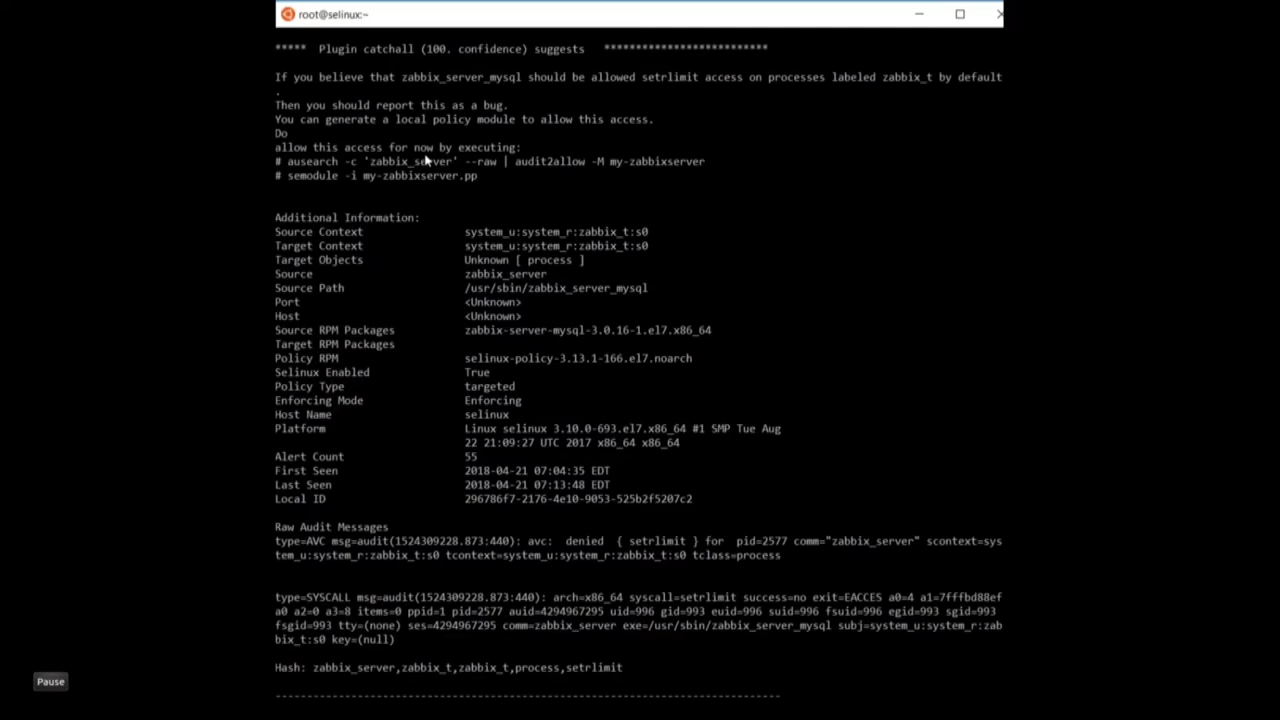 root@selinux:~
***** Plugin catchall (100. confidence) suggests **************************
If you believe that zabbix_server_mysql should be allowed setrlimit access on processes labeled zabbix_t by default
.
Then you should report this as a bug.
You can generate a local policy module to allow this access.
Do
allow this access for now by executing:
# ausearch -c 'zabbix_server' --raw | audit2allow -M my-zabbixserver
# semodule -i my-zabbixserver.pp
Additional Information:
Source Context system_u:system_r:zabbix_t:s0
Target Context system_u:system_r:zabbix_t:s0
Target Objects Unknown [ process ]
Source zabbix_server
Source Path /usr/sbin/zabbix_server_mysql
Port <Unknown>
Host <Unknown>
Source RPM Packages zabbix-server-mysql-3.0.16-1.el7.x86_64
Target RPM Packages
Policy RPM selinux-policy-3.13.1-166.el7.noarch
Selinux Enabled True
Policy Type targeted
Enforcing Mode Enforcing
Host Name selinux
Platform Linux selinux 3.10.0-693.el7.x86_64 #1 SMP Tue Aug
22 21:09:27 UTC 2017 x86_64 x86_64
Alert Count 55
First Seen 2018-04-21 07:04:35 EDT
Last Seen 2018-04-21 07:13:48 EDT
Local ID 296786f7-2176-4e10-9053-525b2f5207c2
Raw Audit Messages
type=AVC msg=audit(1524309228.873:440): avc: denied { setrlimit } for pid=2577 comm="zabbix_server" scontext=sys
tem_u:system_r:zabbix_t:s0 tcontext=system_u:system_r:zabbix_t:s0 tclass=process
type=SYSCALL msg=audit(1524309228.873:440): arch=x86_64 syscall=setrlimit success=no exit=EACCES a0=4 a1=7fffbd88ef
a0 a2=0 a3=8 items=0 ppid=1 pid=2577 auid=4294967295 uid=996 gid=993 euid=996 suid=996 fsuid=996 egid=993 sgid=993
fsgid=993 tty=(none) ses=4294967295 comm=zabbix_server exe=/usr/sbin/zabbix_server_mysql subj=system_u:system_r:zab
bix_t:s0 key=(null)
Hash: zabbix_server,zabbix_t,zabbix_t,process,setrlimit
Pause
--------------------------------------------------------------------------------